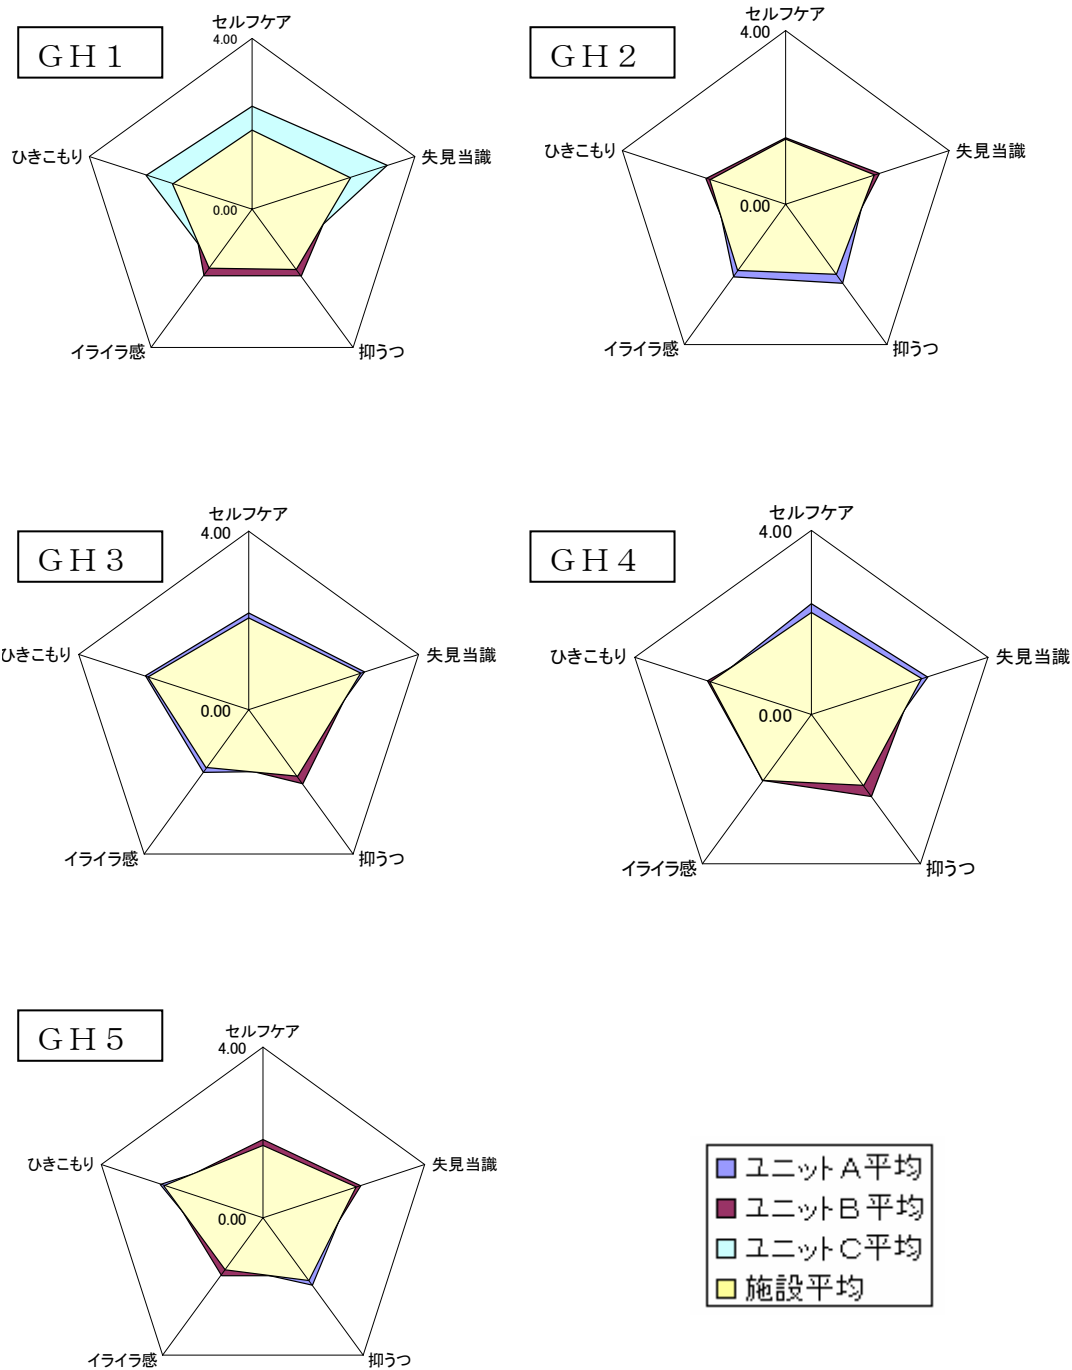 ＧＨ１
セルフケア
4.00
失見当識
抑うつ
イライラ感
ひきこもり
0.00
ＧＨ２
セルフケア
4.00
失見当識
抑うつ
イライラ感
ひきこもり
0.00
ＧＨ３
セルフケア
4.00
失見当識
抑うつ
イライラ感
ひきこもり
0.00
ＧＨ４
セルフケア
4.00
失見当識
抑うつ
イライラ感
ひきこもり
0.00
ＧＨ５
セルフケア
4.00
失見当識
抑うつ
イライラ感
ひきこもり
0.00
ユニットＡ平均
ユニットＢ平均
ユニットＣ平均
施設平均